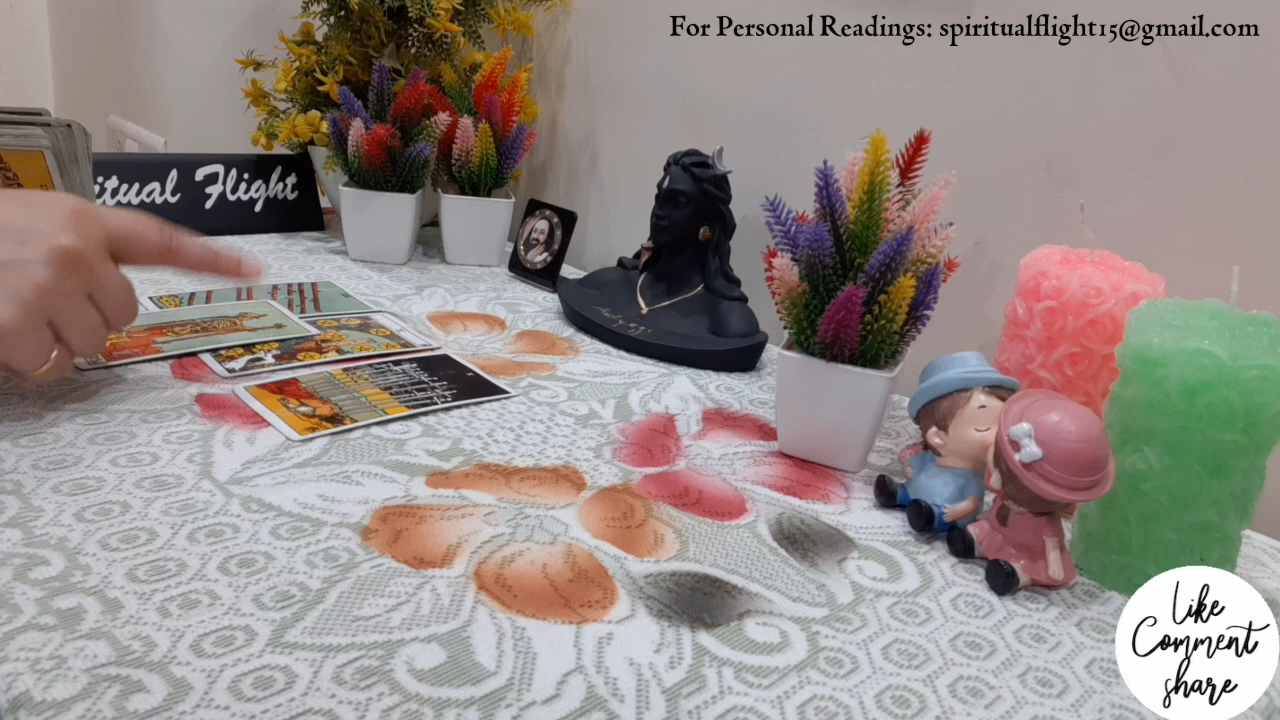 For Personal Readings: spiritualflight15@gmail.com
itual Flight
like
Comment
share